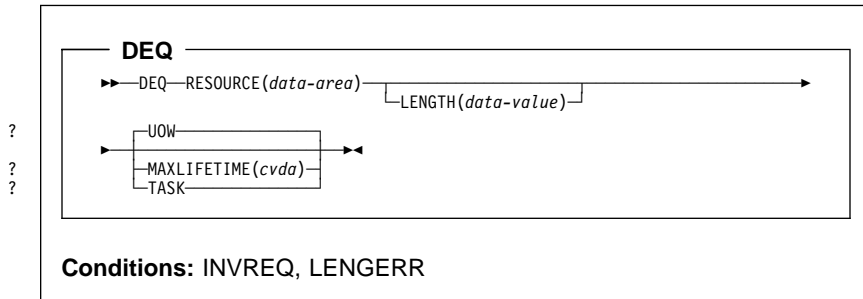 DEQ
DEQ RESOURCE(data-area)
LENGTH(data-value)
? UOW
? MAXLIFETIME(cvda)
? TASK
Conditions: INVREQ, LENGERR